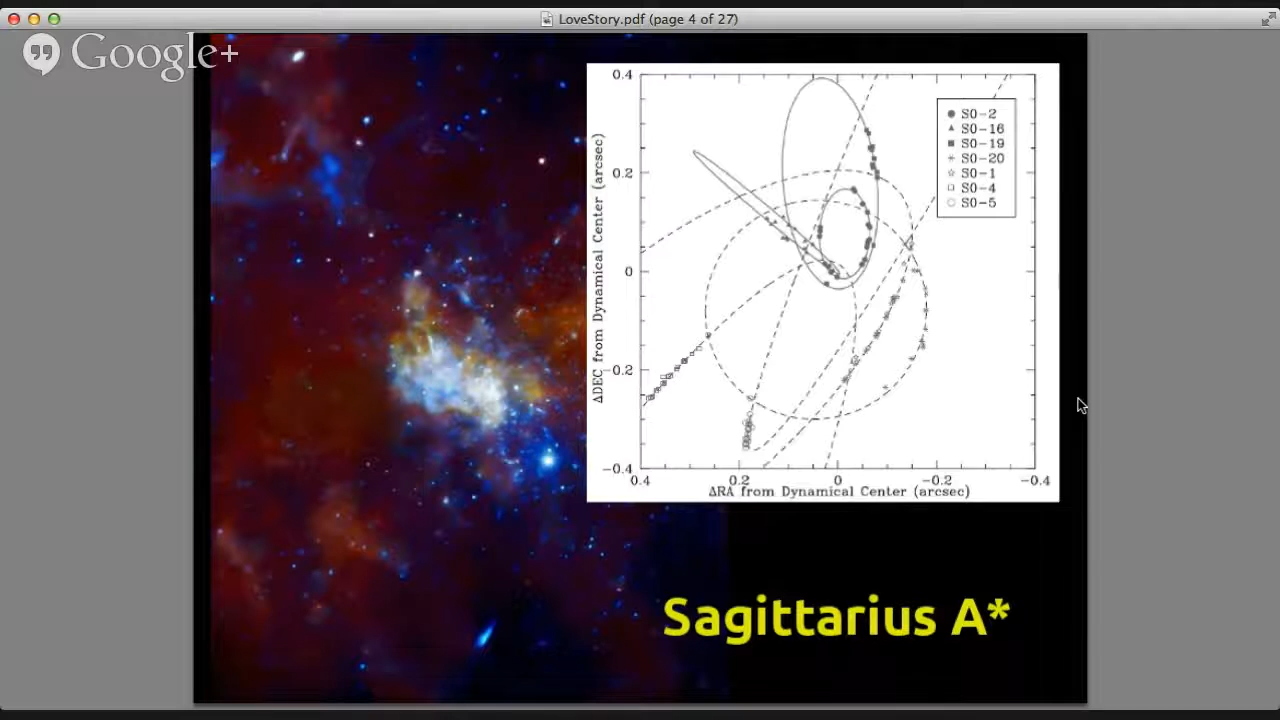 LoveStory.pdf (page 4 of 27)
Google+
0.4
0.2
0
-0.2
-0.4
ΔDEC from Dynamical Center (arcsec)
S0-2
S0-16
S0-19
S0-20
S0-1
S0-4
S0-5
0.4 0.2 0 -0.2 -0.4
ΔRA from Dynamical Center (arcsec)
Sagittarius A*